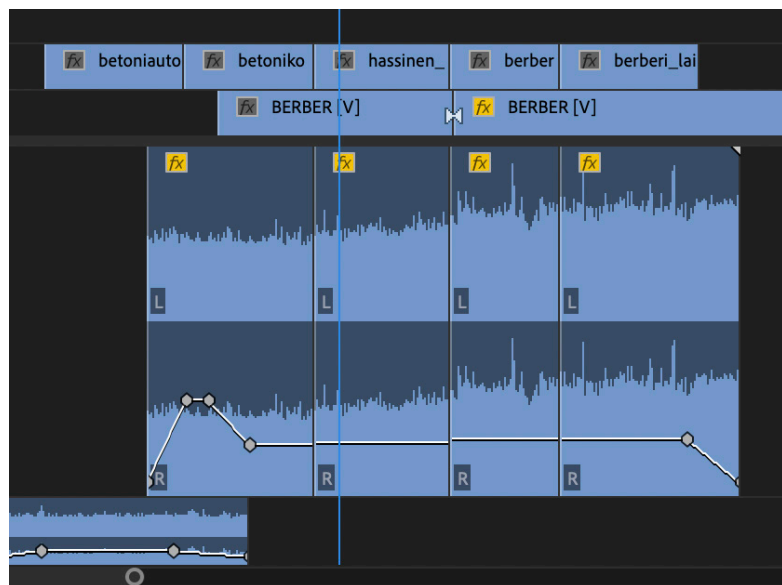 fx betoniauto fx betoniko fx hassinen_ fx berber fx berberi_lai
fx BERBER [V] fx BERBER [V]
fx fx fx fx
L L L L
R R R R